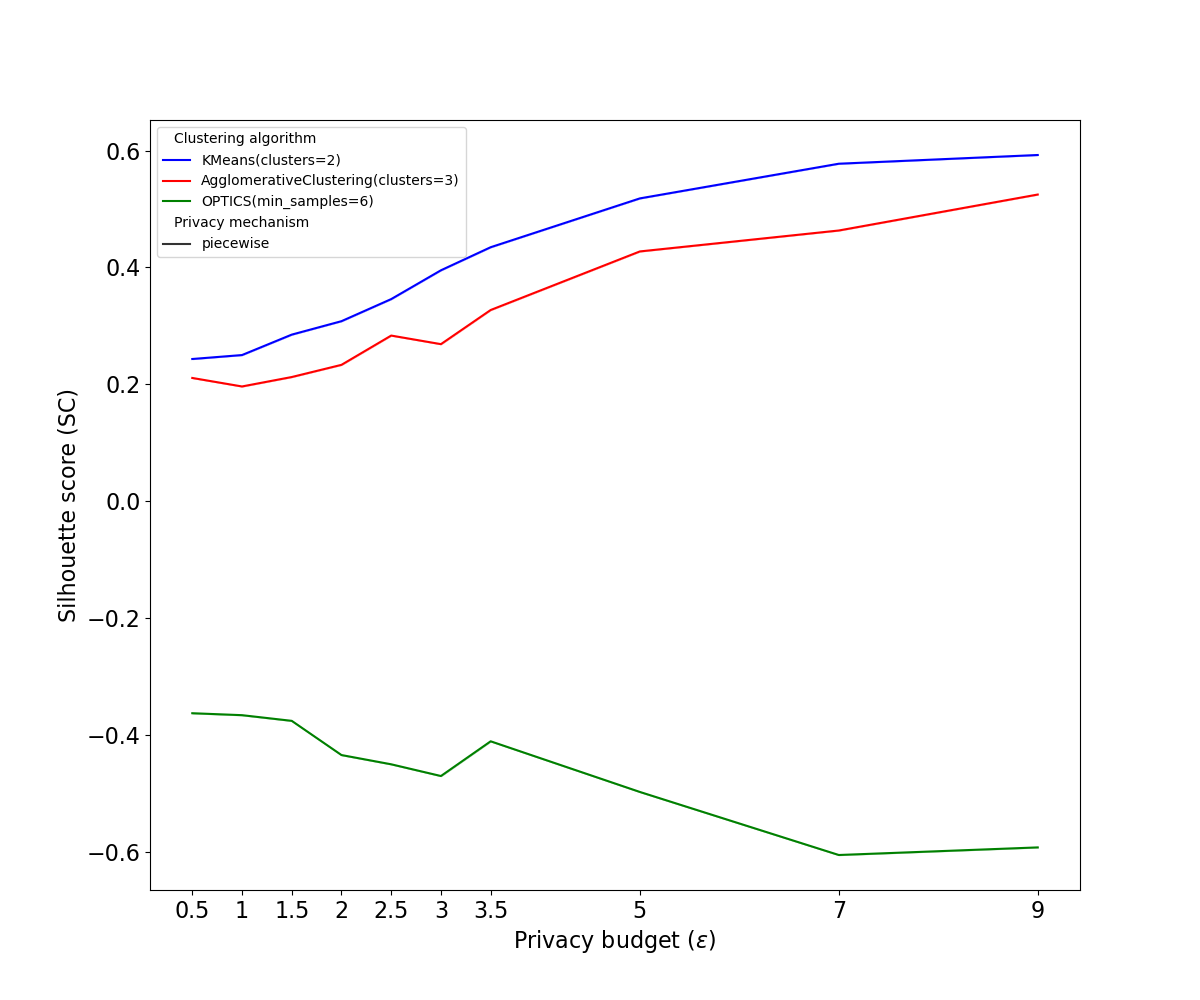 Clustering algorithm
KMeans(clusters=2)
AgglomerativeClustering(clusters=3)
OPTICS(min_samples=6)
Privacy mechanism
piecewise
0.6
0.4
0.2
0.0
−0.2
−0.4
−0.6
Silhouette score (SC)
0.5 1 1.5 2 2.5 3 3.5 5 7 9
Privacy budget (ε)